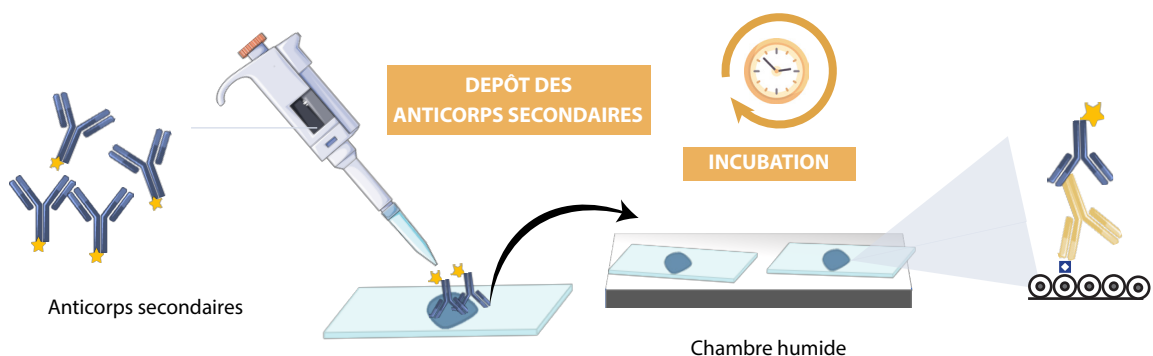 DEPÔT DES
ANTICORPS SECONDAIRES
INCUBATION
Anticorps secondaires
Chambre humide